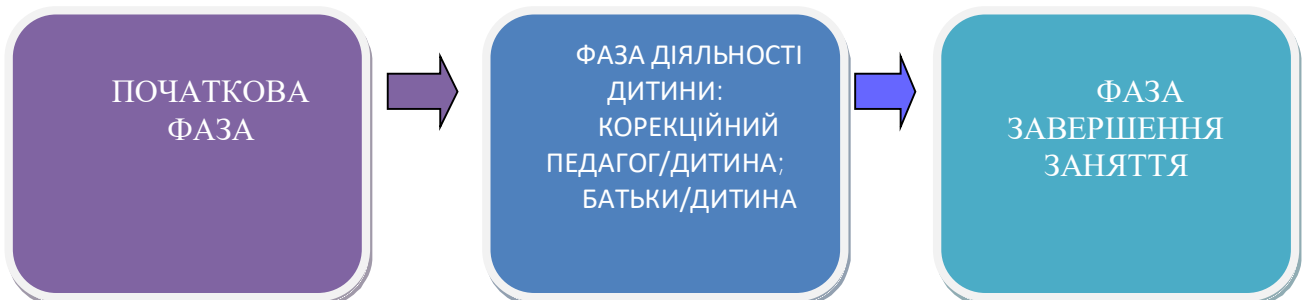 ПОЧАТКОВА
ФАЗА
ФАЗА ДІЯЛЬНОСТІ
ДИТИНИ:
КОРЕКЦІЙНИЙ
ПЕДАГОГ/ДИТИНА;
БАТЬКИ/ДИТИНА
ФАЗА
ЗАВЕРШЕННЯ
ЗАНЯТТЯ